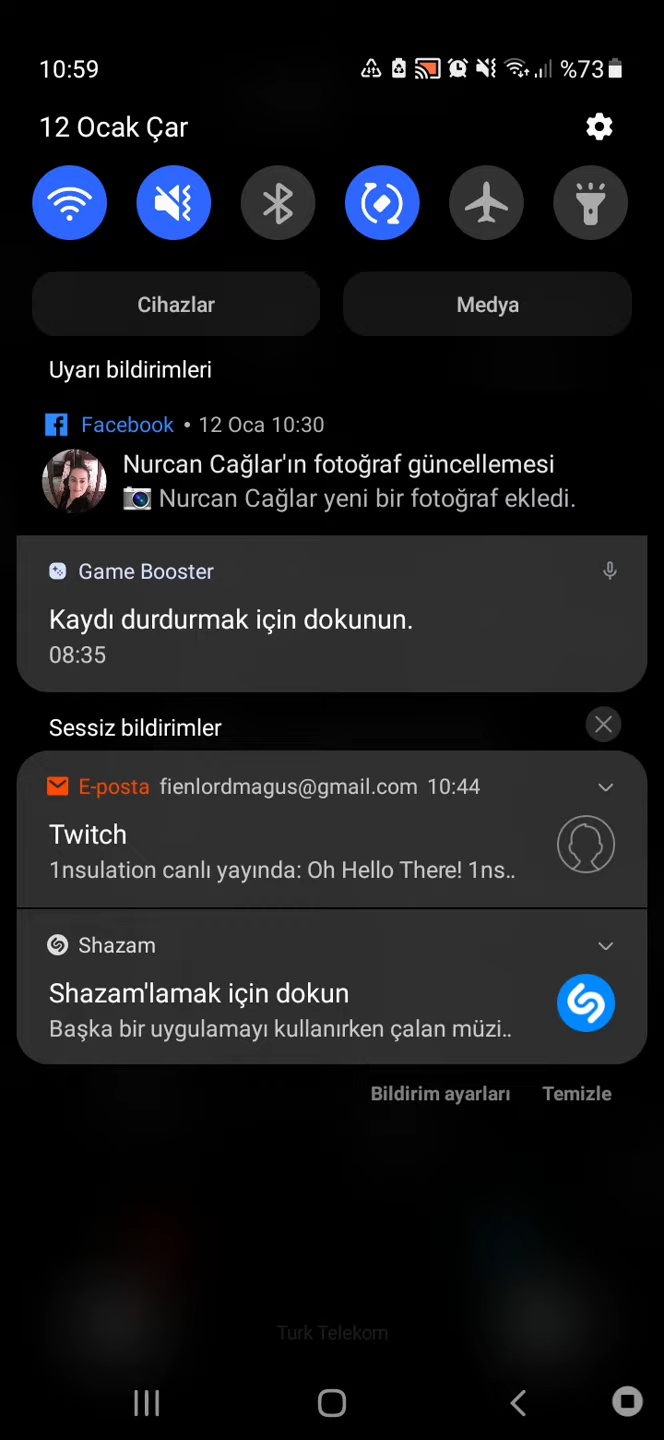 10:59
%73
12 Ocak Çar
Cihazlar
Medya
Uyarı bildirimleri
Facebook • 12 Oca 10:30
Nurcan Cağlar'ın fotoğraf güncellemesi
Nurcan Cağlar yeni bir fotoğraf ekledi.
Game Booster
Kaydı durdurmak için dokunun.
08:35
Sessiz bildirimler
E-posta fienlordmagus@gmail.com 10:44
Twitch
1nsulation canlı yayında: Oh Hello There! 1ns..
Shazam
Shazam'lamak için dokun
Başka bir uygulamayı kullanırken çalan müzi..
Bildirim ayarları
Temizle
Turk Telekom